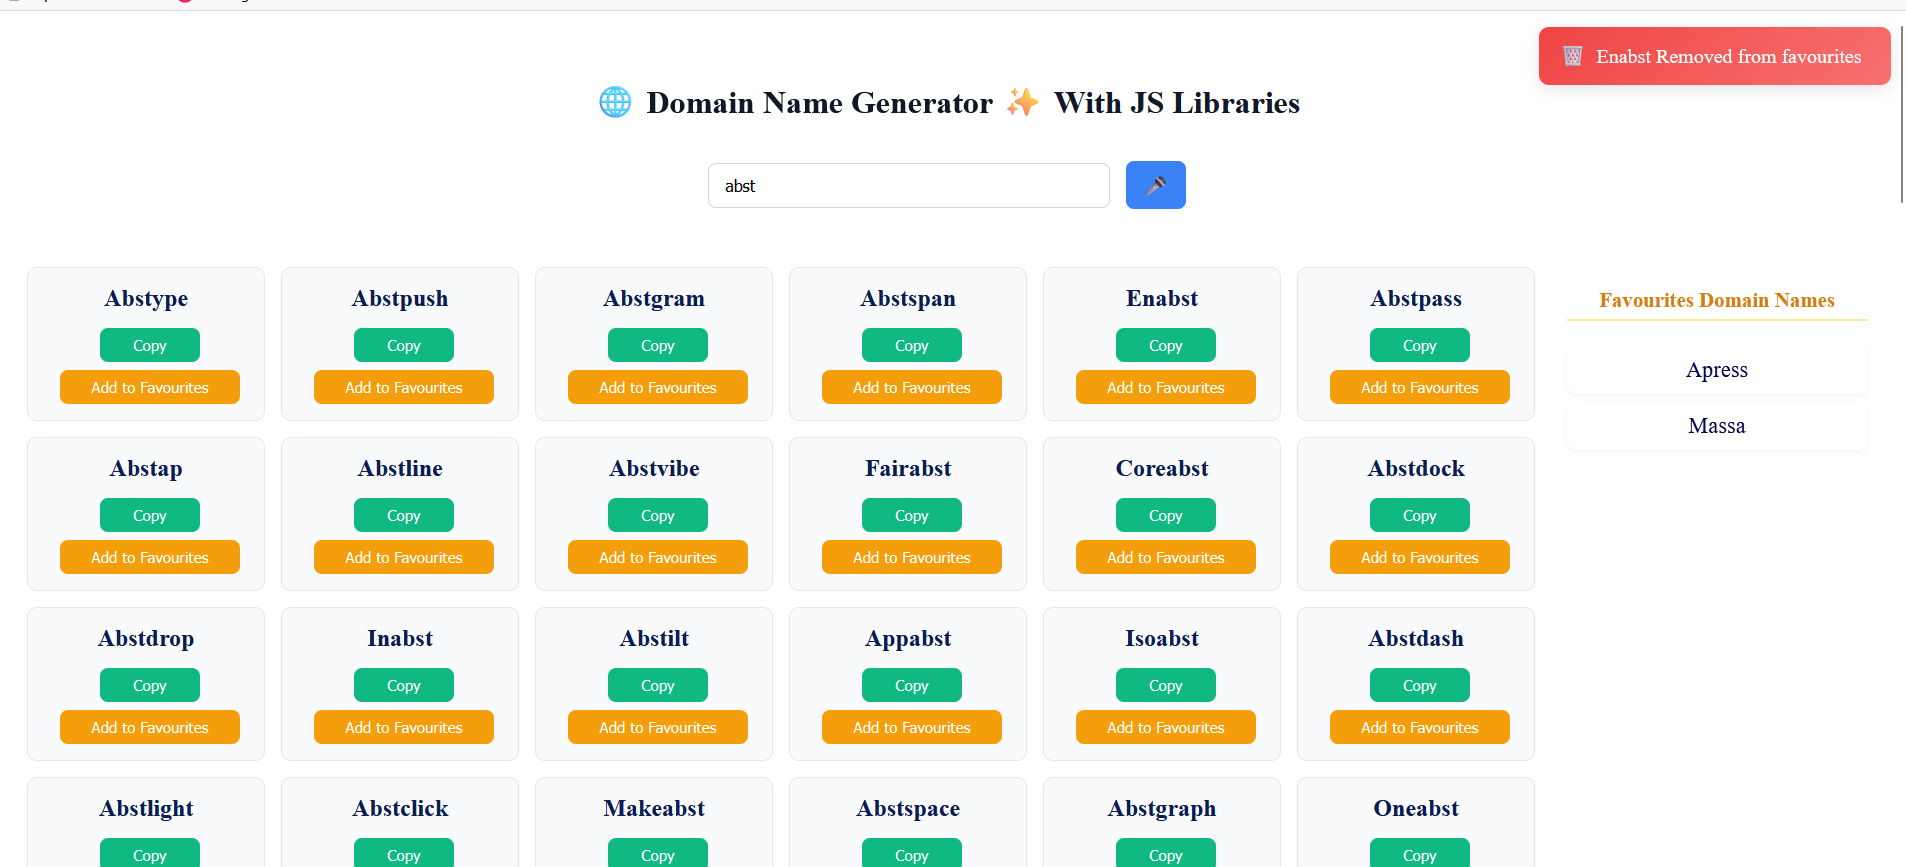 Enabst Removed from favourites
Domain Name Generator ✨ With JS Libraries
abst
Abstype Abstpush Abstgram Abstspan Enabst Abstpass
Copy Copy Copy Copy Copy Copy
Add to Favourites Add to Favourites Add to Favourites Add to Favourites Add to Favourites Add to Favourites
Abstap Abstline Abstvibe Fairabst Coreabst Abstdock
Copy Copy Copy Copy Copy Copy
Add to Favourites Add to Favourites Add to Favourites Add to Favourites Add to Favourites Add to Favourites
Abstdrop Inabst Abstilt Appabst Isoabst Abstdash
Copy Copy Copy Copy Copy Copy
Add to Favourites Add to Favourites Add to Favourites Add to Favourites Add to Favourites Add to Favourites
Abstlight Abstclick Makeabst Abstspace Abstgraph Oneabst
Copy Copy Copy Copy Copy Copy
Favourites Domain Names
Apress
Massa